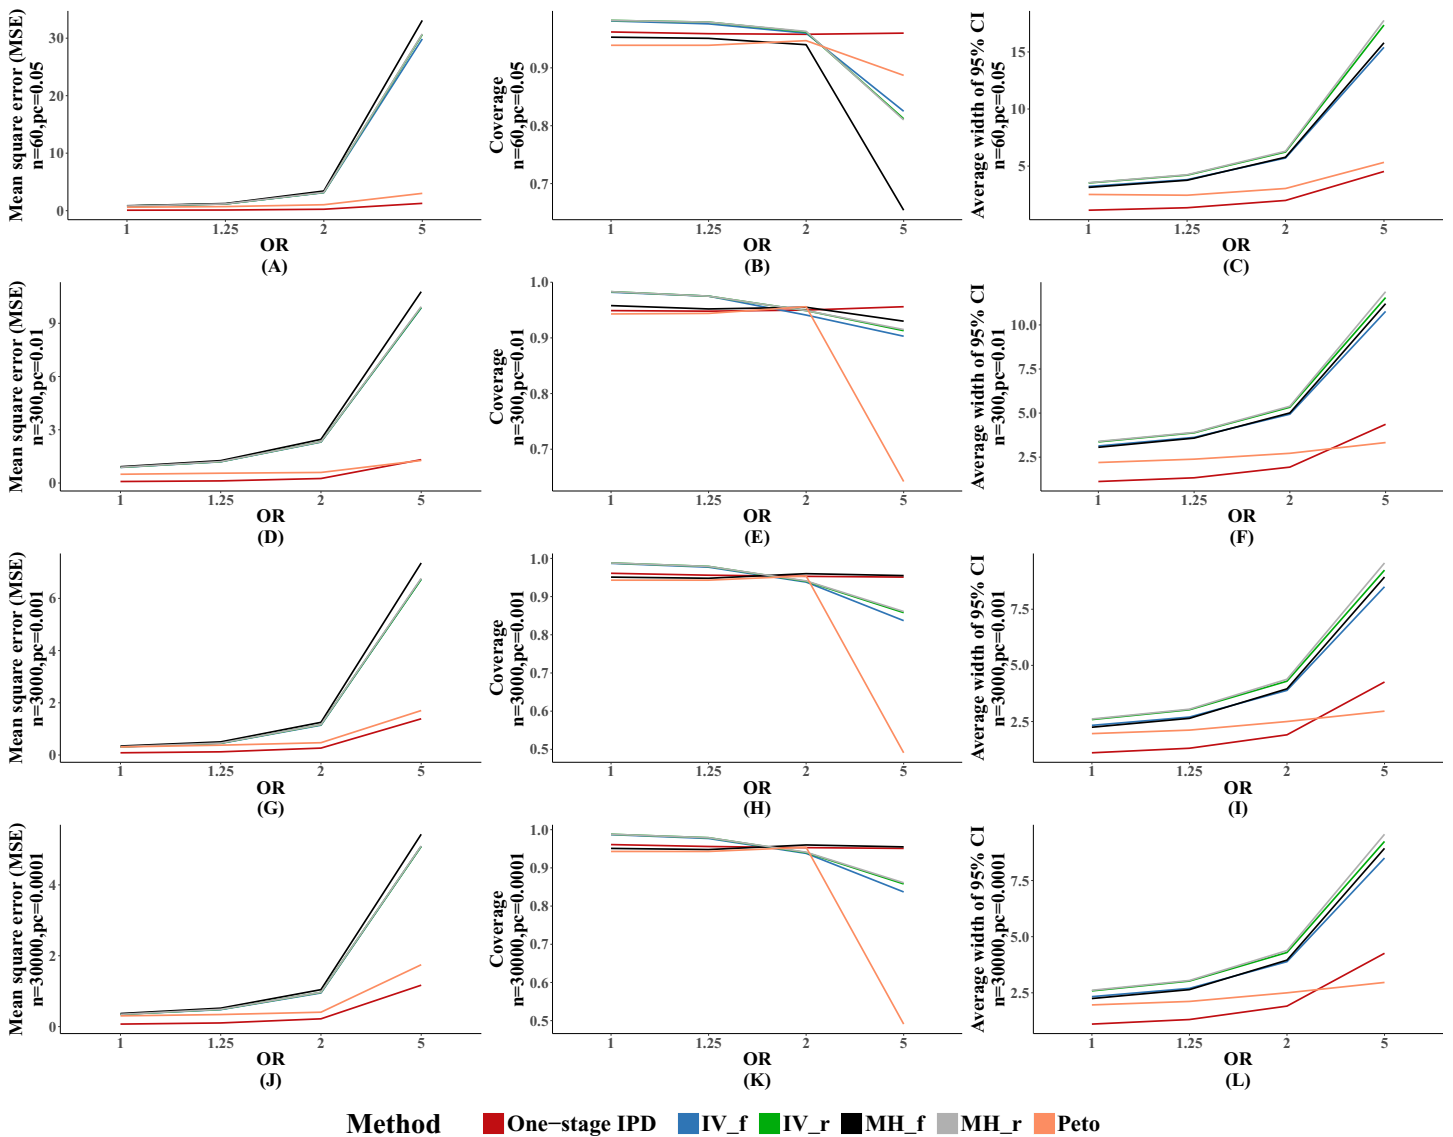 Mean square error (MSE)
n=60,pc=0.05
30
20
10
0
1 1.25 2 5
OR
(A)
Coverage
n=60,pc=0.05
0.9
0.8
0.7
1 1.25 2 5
OR
(B)
Average width of 95% CI
n=60,pc=0.05
15
10
5
1 1.25 2 5
OR
(C)
Mean square error (MSE)
n=300,pc=0.01
9
6
3
0
1 1.25 2 5
OR
(D)
Coverage
n=300,pc=0.01
1.0
0.9
0.8
0.7
1 1.25 2 5
OR
(E)
Average width of 95% CI
n=300,pc=0.01
10.0
7.5
5.0
2.5
1 1.25 2 5
OR
(F)
Mean square error (MSE)
n=3000,pc=0.001
6
4
2
0
1 1.25 2 5
OR
(G)
Coverage
n=3000,pc=0.001
1.0
0.9
0.8
0.7
0.6
0.5
1 1.25 2 5
OR
(H)
Average width of 95% CI
n=3000,pc=0.001
7.5
5.0
2.5
1 1.25 2 5
OR
(I)
Mean square error (MSE)
n=30000,pc=0.0001
4
2
0
1 1.25 2 5
OR
(J)
Coverage
n=30000,pc=0.0001
1.0
0.9
0.8
0.7
0.6
0.5
1 1.25 2 5
OR
(K)
Average width of 95% CI
n=30000,pc=0.0001
7.5
5.0
2.5
1 1.25 2 5
OR
(L)
Method One−stage IPD IV_f IV_r MH_f MH_r Peto